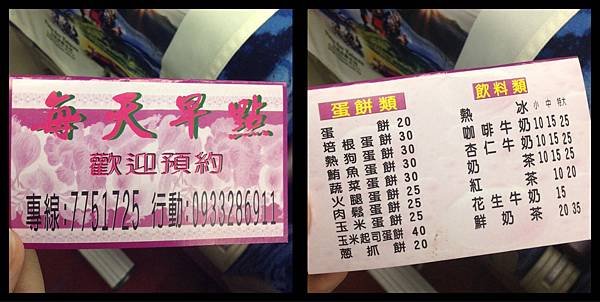 每天早點
歡迎預約
專線:7751725 行動:0933286911
蛋餅類
蛋餅 20
培根蛋餅 30
熱狗蛋餅 30
鮪魚蛋餅 30
蔬菜蛋餅 25
火腿蛋餅 25
肉鬆蛋餅 25
玉米蛋餅 25
玉米起司蛋餅 40
蔥抓餅 20
飲料類
熱 冰 小 中 特大
咖啡牛奶 10 15 25
杏仁牛奶 10 15 25
奶茶 10 15 25
紅茶 10 20
花生牛奶 15
鮮奶茶 20 35